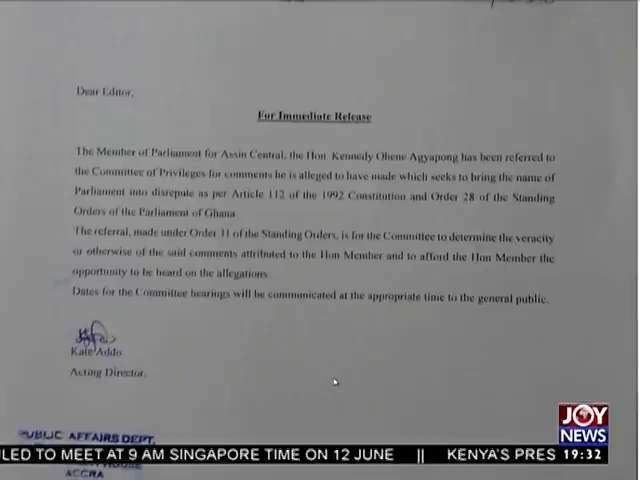 Dear Editor,
For Immediate Release
The Member of Parliament for Assin Central, the Hon. Kennedy Ohene Agyapong has been referred to
the Committee of Privileges for comments he is alleged to have made which seeks to bring the name of
Parliament into disrepute as per Article 112 of the 1992 Constitution and Order 28 of the Standing
Orders of the Parliament of Ghana
The referral, made under Order 31 of the Standing Orders, is for the Committee to determine the veracity
or otherwise of the said comments attributed to the Hon Member and to afford the Hon Member the
opportunity to be heard on the allegations.
Dates for the Committee hearings will be communicated at the appropriate time to the general public.
Kate Addo
Acting Director.
PUBLIC AFFAIRS DEPT.
JOY
NEWS
LED TO MEET AT 9 AM SINGAPORE TIME ON 12 JUNE || KENYA'S PRES 19:32
ACCRA